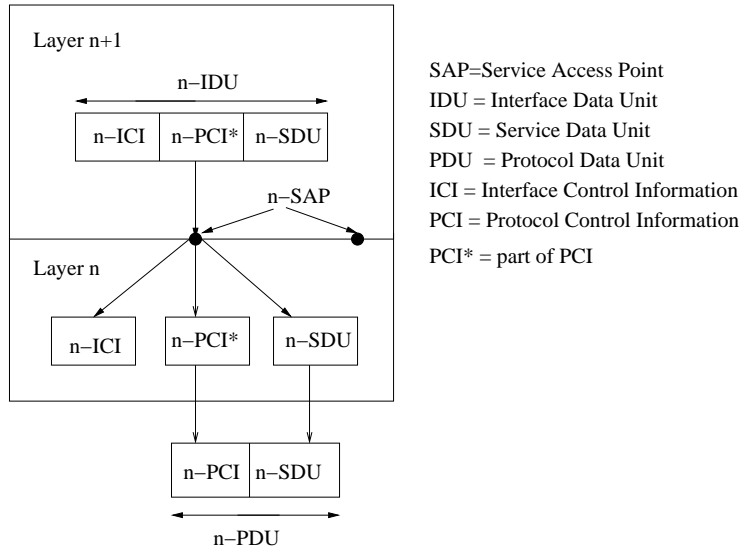 Layer n+1
n−IDU
n−ICI n−PCI* n−SDU
n−SAP
Layer n
n−ICI n−PCI* n−SDU
n−PCI n−SDU
n−PDU
SAP=Service Access Point
IDU = Interface Data Unit
SDU = Service Data Unit
PDU = Protocol Data Unit
ICI = Interface Control Information
PCI = Protocol Control Information
PCI* = part of PCI